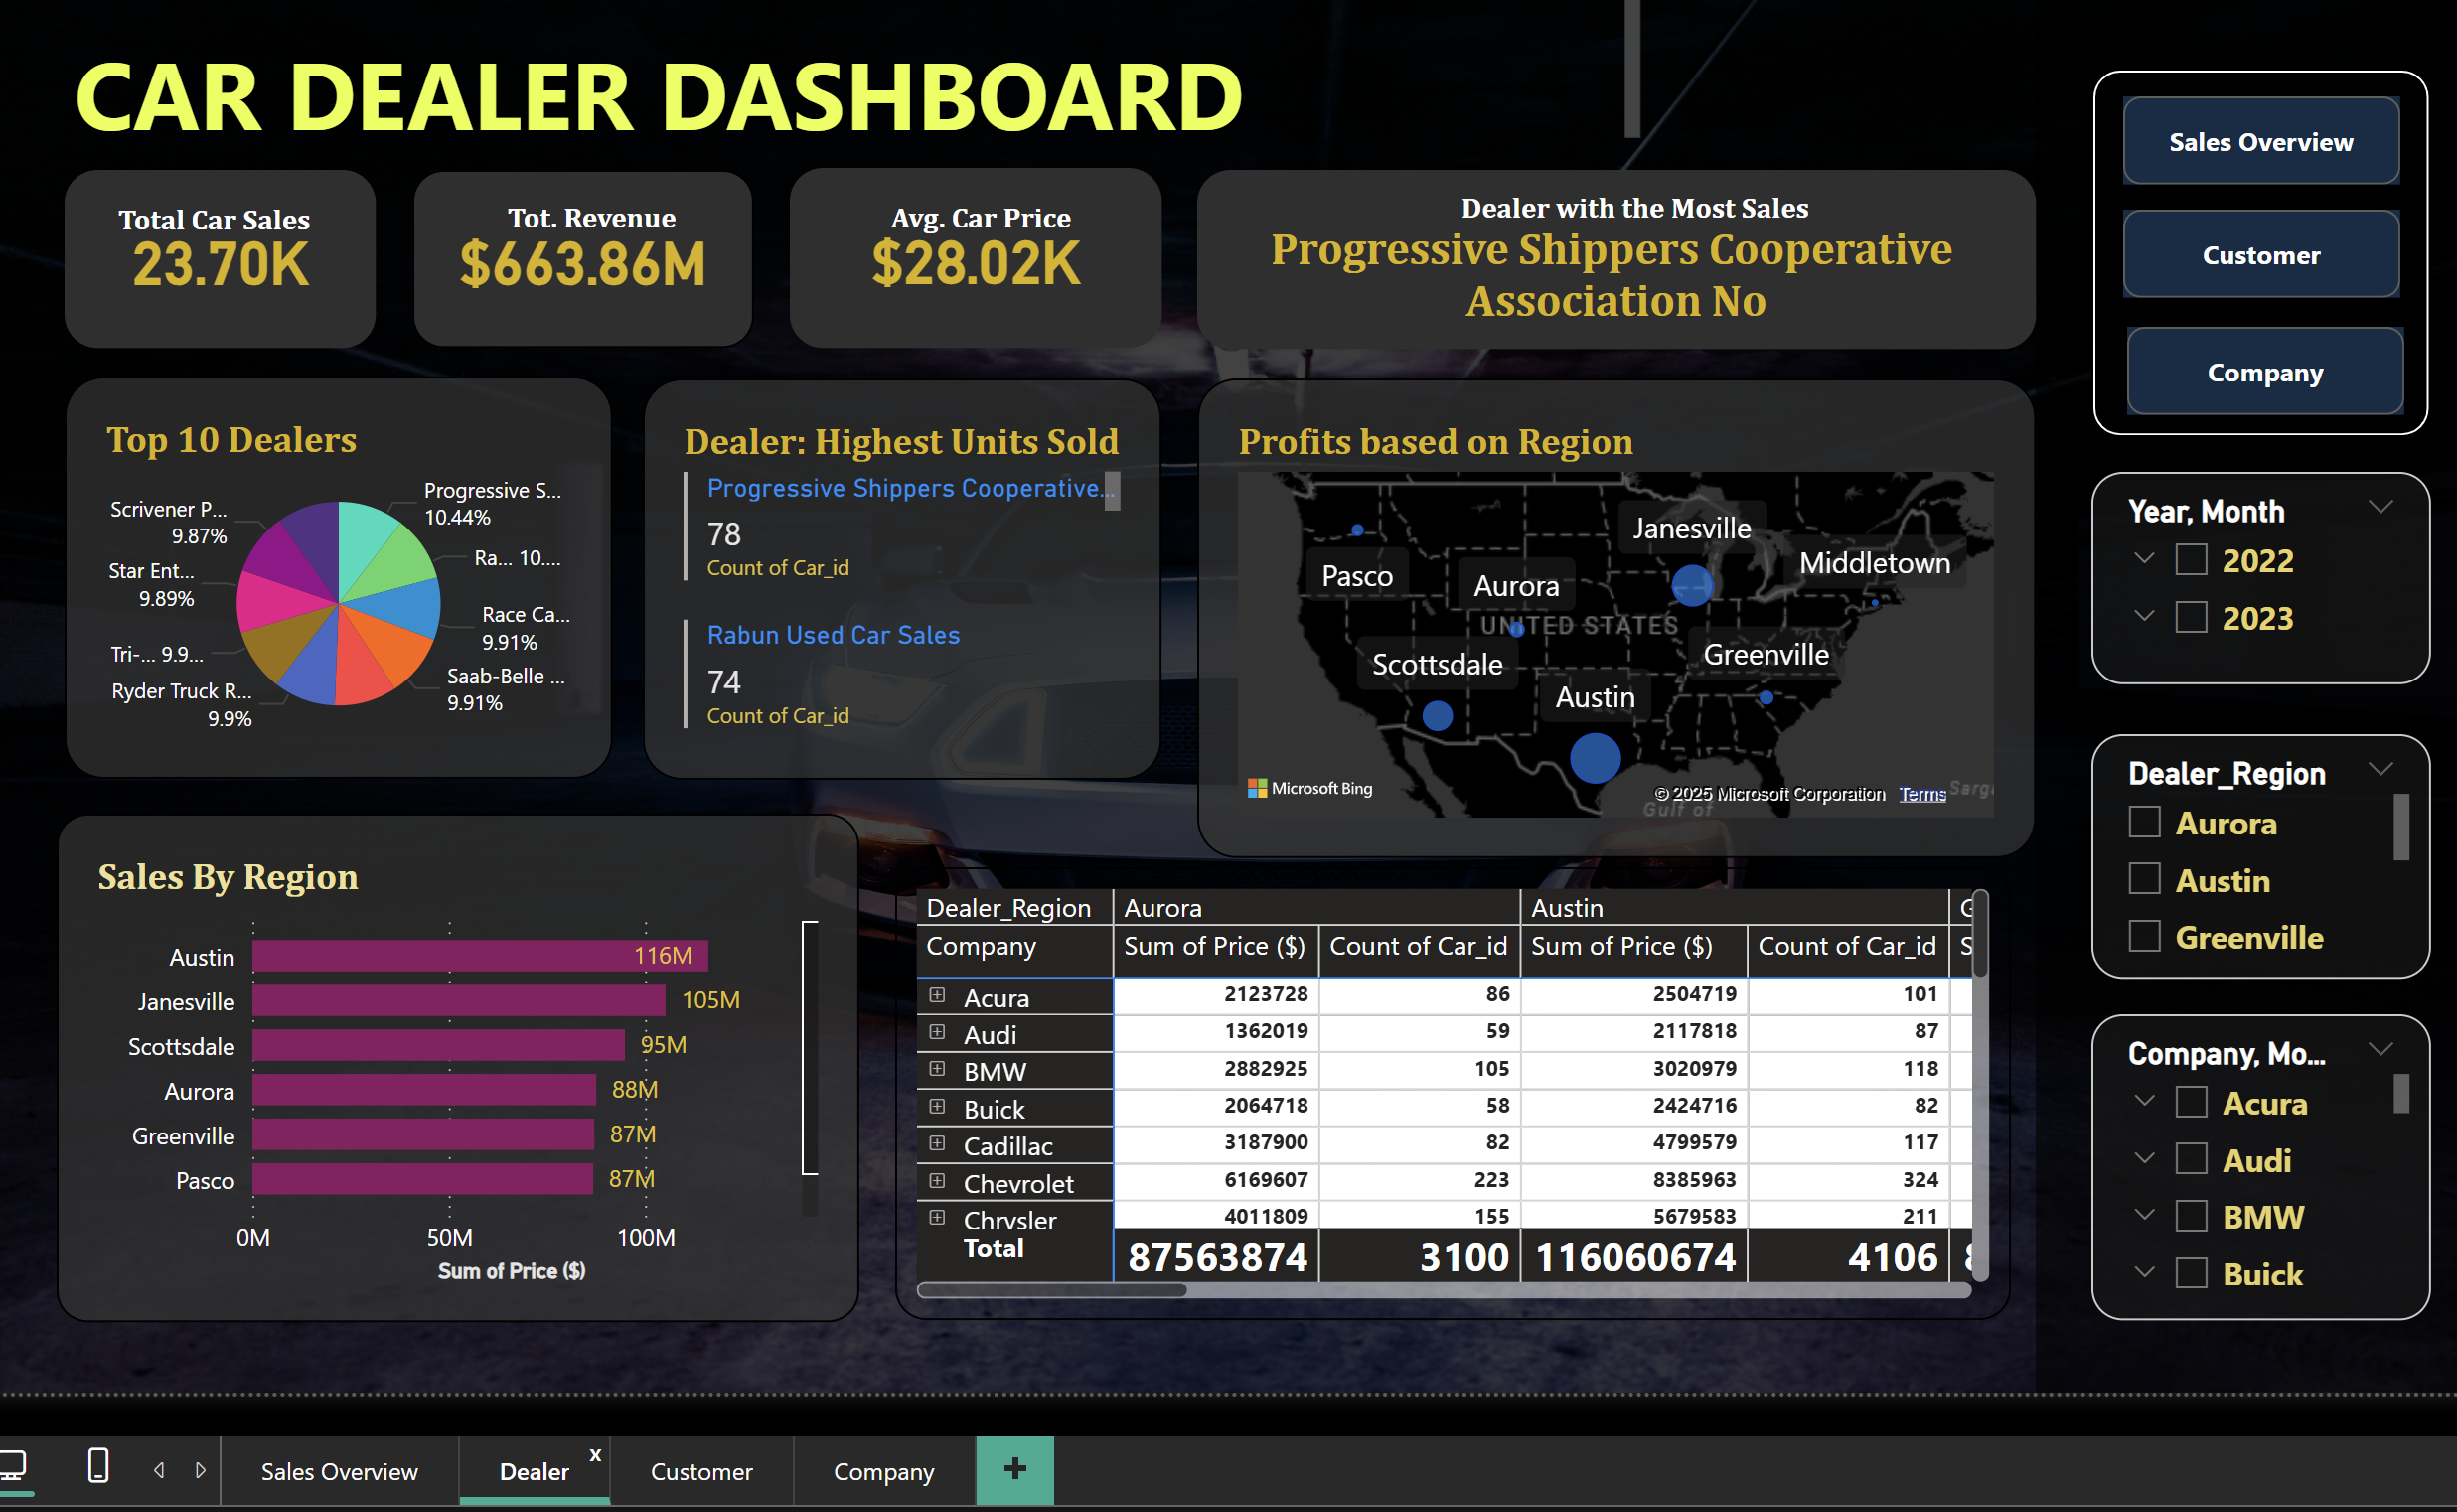 CAR DEALER DASHBOARD
Total Car Sales
23.70K
Tot. Revenue
$663.86M
Avg. Car Price
$28.02K
Dealer with the Most Sales
Progressive Shippers Cooperative
Association No
Sales Overview
Customer
Company
Top 10 Dealers
Progressive S...
10.44%
Ra... 10....
Race Ca...
9.91%
Saab-Belle ...
9.91%
Ryder Truck R...
9.9%
Tri-... 9.9...
Star Ent...
9.89%
Scrivener P...
9.87%
Dealer: Highest Units Sold
Progressive Shippers Cooperative...
78
Count of Car_id
Rabun Used Car Sales
74
Count of Car_id
Profits based on Region
Janesville
Middletown
Pasco
Aurora
UNITED STATES
Greenville
Scottsdale
Austin
Microsoft Bing
© 2025 Microsoft Corporation Terms
Sarga
Gulf of
Year, Month
2022
2023
Dealer_Region
Aurora
Austin
Greenville
Company, Mo...
Acura
Audi
BMW
Buick
Sales By Region
Austin 116M
Janesville 105M
Scottsdale 95M
Aurora 88M
Greenville 87M
Pasco 87M
0M 50M 100M
Sum of Price ($)
Dealer_Region Aurora Austin G
Company Sum of Price ($) Count of Car_id Sum of Price ($) Count of Car_id S
Acura 2123728 86 2504719 101
Audi 1362019 59 2117818 87
BMW 2882925 105 3020979 118
Buick 2064718 58 2424716 82
Cadillac 3187900 82 4799579 117
Chevrolet 6169607 223 8385963 324
Chrysler 4011809 155 5679583 211
Total 87563874 3100 116060674 4106 8
Sales Overview Dealer x Customer Company +